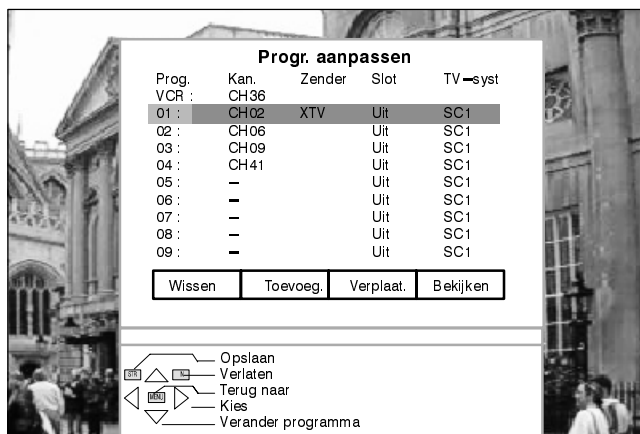 Progr. aanpassen
Prog. Kan. Zender Slot TV-syst
VCR : CH36
01 : CH02 XTV Uit SC1
02 : CH06 Uit SC1
03 : CH09 Uit SC1
04 : CH41 Uit SC1
05 : – Uit SC1
06 : – Uit SC1
07 : – Uit SC1
08 : – Uit SC1
09 : – Uit SC1
Wissen Toevoeg. Verplaat. Bekijken
Opslaan
STR N Verlaten
Terug naar
MENU
Kies
Verander programma